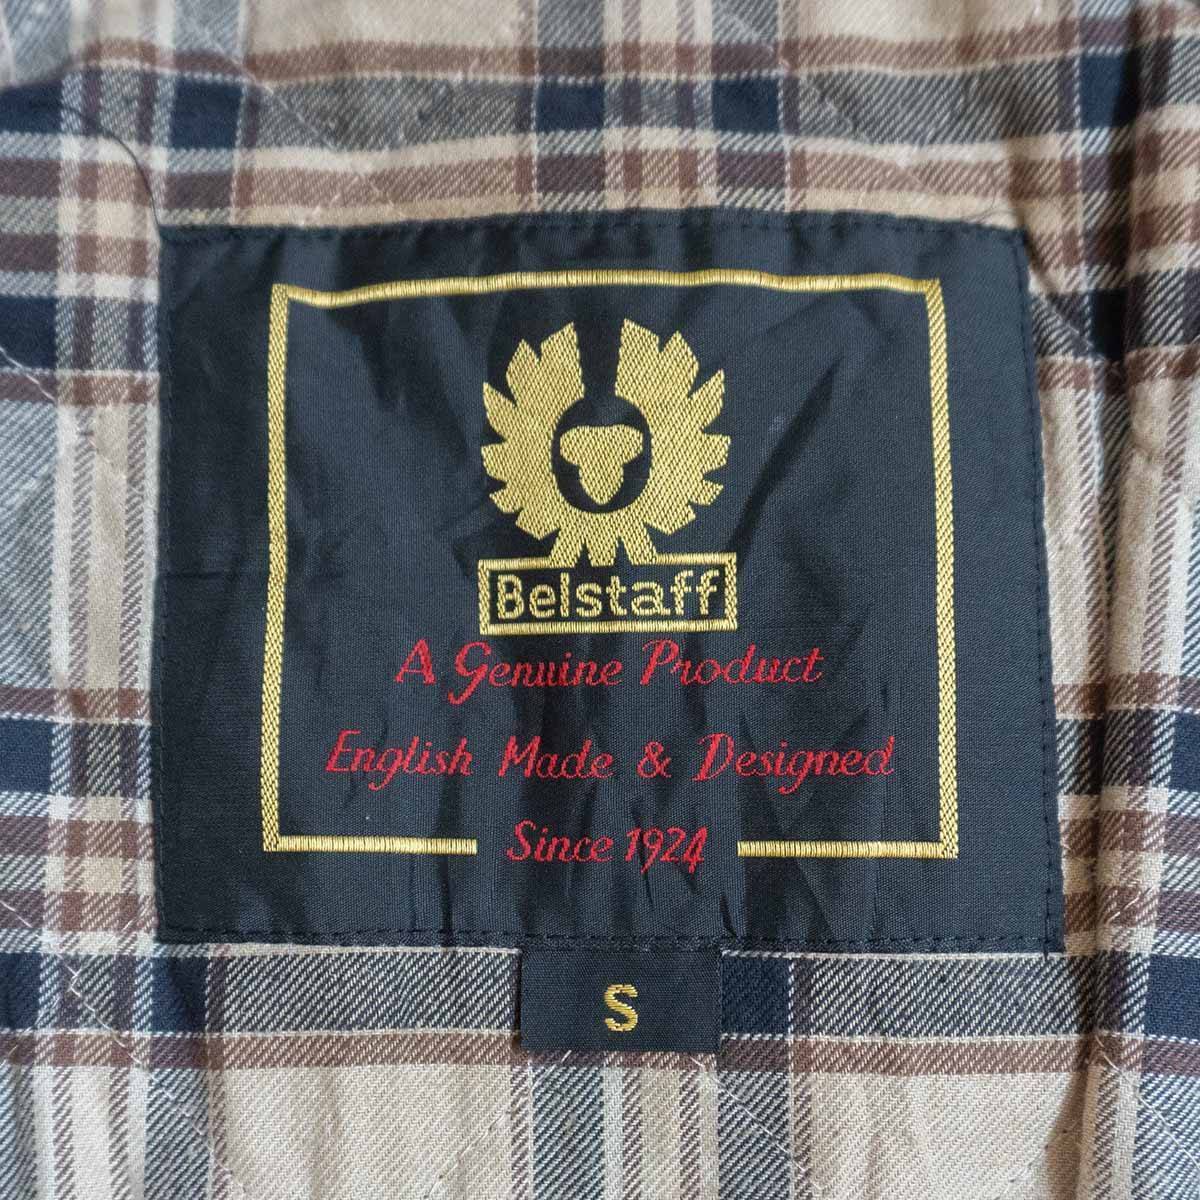 Belstaff
A Genuine Product
English Made & Designed
Since 1924
S